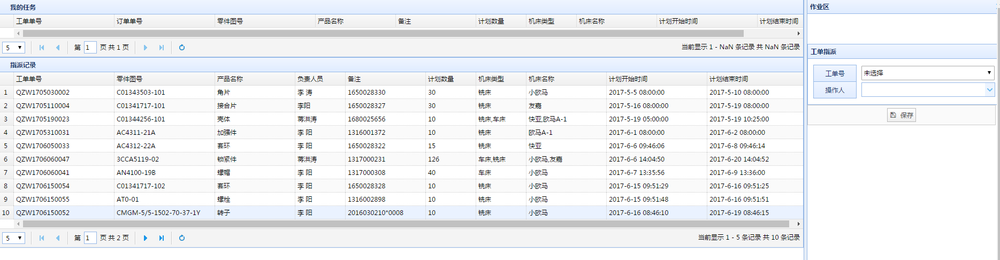 我的任务
工单单号 订单单号 零件图号 产品名称 备注 计划数量 机床类型 机床名称 计划开始时间 计划结束时间
5 第 1 页 共 1 页 当前显示 1 - NaN 条记录 共 NaN 条记录
指派记录
工单单号 零件图号 产品名称 负责人员 备注 计划数量 机床类型 机床名称 计划开始时间 计划结束时间
1 QZW1705030002 C01343503-101 角片 李 涛 1650028330 30 铣床 小欧马 2017-5-5 08:00:00 2017-5-10 08:00:00
2 QZW1705110004 C01341717-101 接合片 李阳 1650028327 30 铣床 友嘉 2017-5-16 08:00:00 2017-5-19 08:00:00
3 QZW1705190023 C01344256-101 壳体 蒋洪涛 1680025656 10 铣床,车床 快亚,欧马A-1 2017-5-19 05:00:00 2017-5-19 10:25:00
4 QZW1705310031 AC4311-21A 加强件 李 阳 1316001372 10 铣床 欧马A-1 2017-6-1 08:00:00 2017-6-2 08:00:00
5 QZW1706050033 AC4312-22A 套环 李 阳 1650028322 15 铣床 快亚 2017-6-6 09:46:06 2017-6-8 09:46:14
6 QZW1706060047 3CCA5119-02 锁紧件 蒋洪涛 1317000231 126 车床,铣床 小欧马,友嘉 2017-6-6 14:04:50 2017-6-20 14:04:52
7 QZW1706060041 AN4100-19B 螺帽 李 阳 1317000308 40 车床 小欧马 2017-6-7 13:35:56 2017-6-9 13:36:00
8 QZW1706150054 C01341717-102 套环 李 阳 1650028328 10 铣床 小欧马 2017-6-15 09:51:29 2017-6-16 09:51:25
9 QZW1706150055 AT0-01 螺栓 李 阳 1316002898 10 铣床 小欧马 2017-6-15 09:51:48 2017-6-16 09:51:51
10 QZW1706150052 CMGM-5/5-1502-70-37-1Y 转子 李 阳 2016030210*0008 10 铣床 小欧马 2017-6-16 08:46:10 2017-6-19 08:46:15
5 第 1 页 共 2 页 当前显示 1 - 5 条记录 共 10 条记录
作业区
工单指派
工单号 未选择
操作人
保存